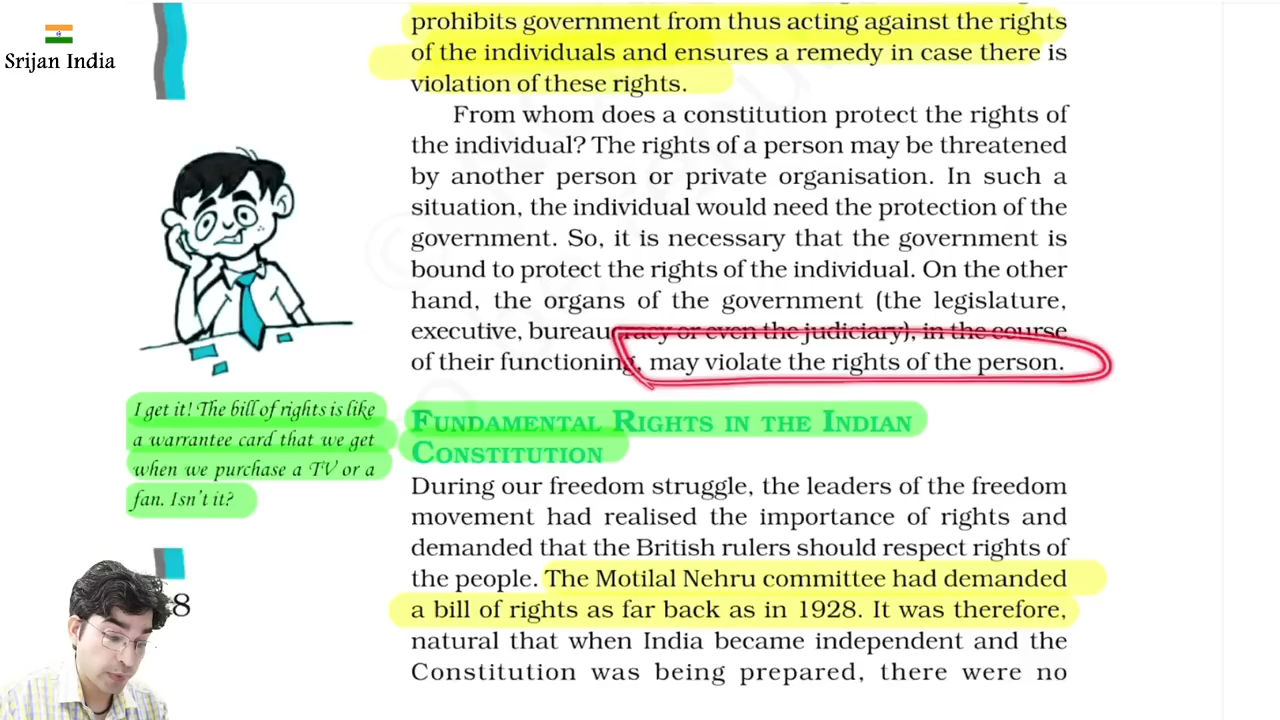 Srijan India
prohibits government from thus acting against the rights
of the individuals and ensures a remedy in case there is
violation of these rights.
From whom does a constitution protect the rights of
the individual? The rights of a person may be threatened
by another person or private organisation. In such a
situation, the individual would need the protection of the
government. So, it is necessary that the government is
bound to protect the rights of the individual. On the other
hand, the organs of the government (the legislature,
executive, bureaucracy or even the judiciary), in the course
of their functioning, may violate the rights of the person.
I get it! The bill of rights is like
a warrantee card that we get
when we purchase a TV or a
fan. Isn't it?
FUNDAMENTAL RIGHTS IN THE INDIAN
CONSTITUTION
During our freedom struggle, the leaders of the freedom
movement had realised the importance of rights and
demanded that the British rulers should respect rights of
the people. The Motilal Nehru committee had demanded
a bill of rights as far back as in 1928. It was therefore,
natural that when India became independent and the
Constitution was being prepared, there were no
8